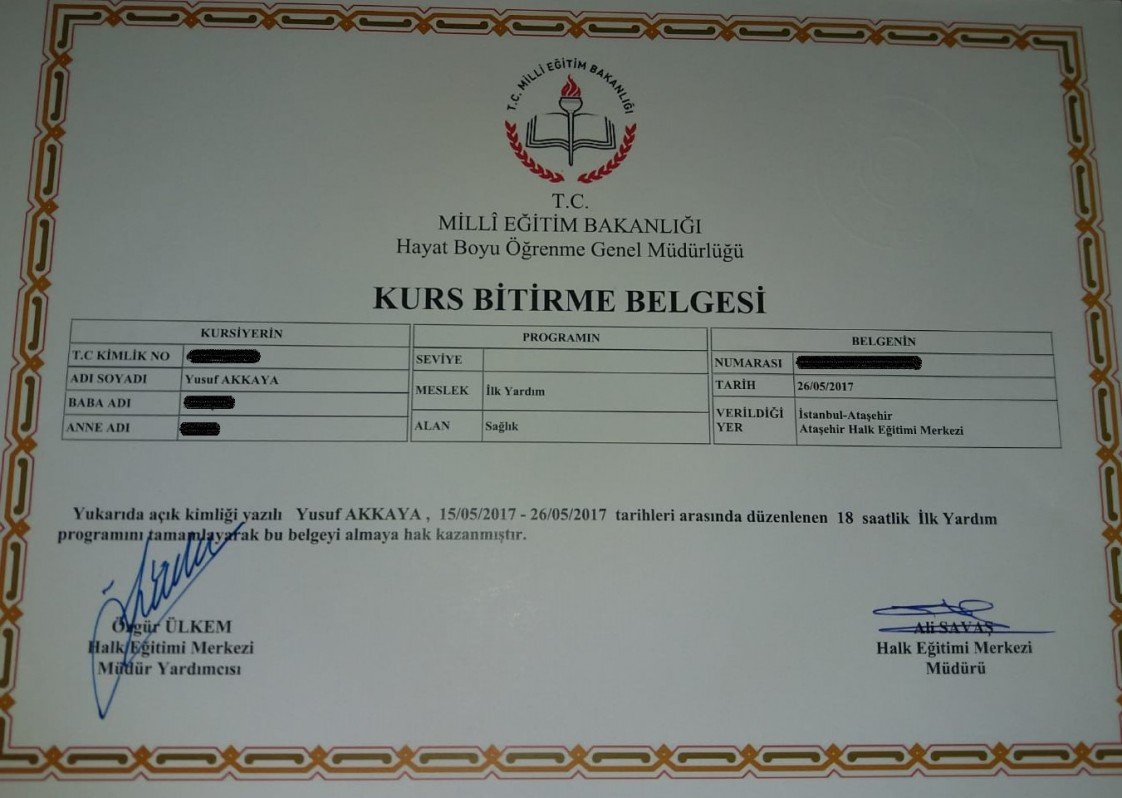 T.C. MİLLİ EĞİTİM BAKANLIĞI
T.C.
MİLLÎ EĞİTİM BAKANLIĞI
Hayat Boyu Öğrenme Genel Müdürlüğü
KURS BİTİRME BELGESİ
KURSİYERİN
T.C KİMLİK NO
ADI SOYADI Yusuf AKKAYA
BABA ADI
ANNE ADI
PROGRAMIN
SEVİYE
MESLEK İlk Yardım
ALAN Sağlık
BELGENİN
NUMARASI
TARİH 26/05/2017
VERİLDİĞİ YER İstanbul-Ataşehir
Ataşehir Halk Eğitimi Merkezi
Yukarıda açık kimliği yazılı Yusuf AKKAYA , 15/05/2017 - 26/05/2017 tarihleri arasında düzenlenen 18 saatlik İlk Yardım
programını tamamlayarak bu belgeyi almaya hak kazanmıştır.
Özgür ÜLKEM
Halk Eğitimi Merkezi
Müdür Yardımcısı
Ali SAVAŞ
Halk Eğitimi Merkezi
Müdürü